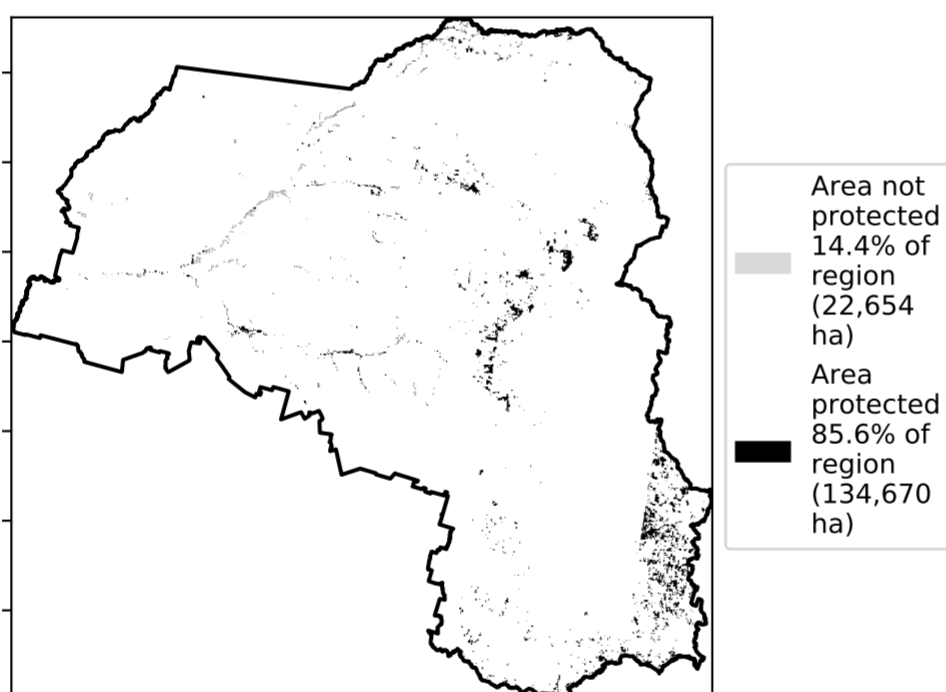 Area not
protected
14.4% of
region
(22,654
ha)
Area
protected
85.6% of
region
(134,670
ha)